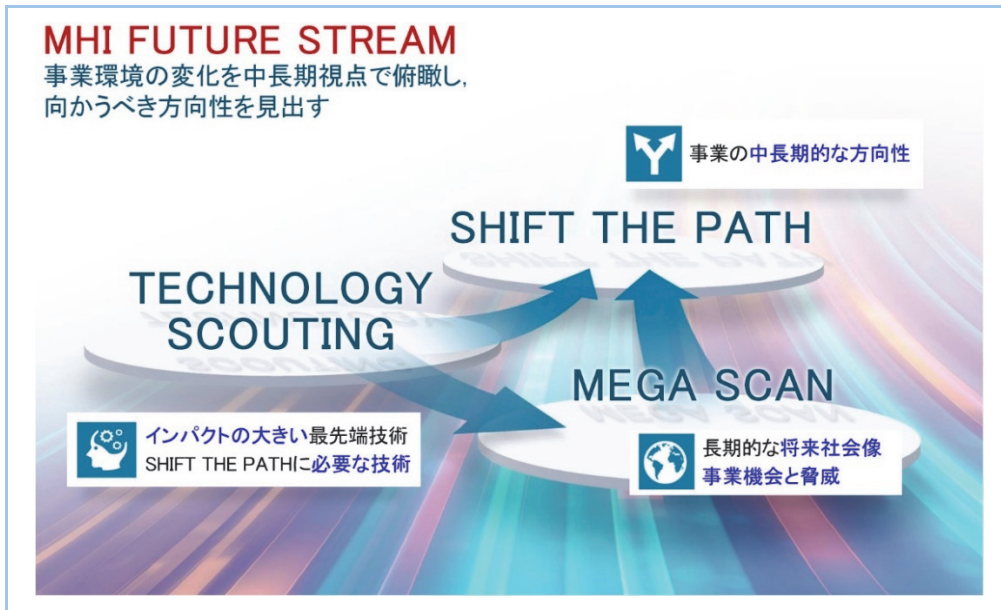 MHI FUTURE STREAM
事業環境の変化を中長期視点で俯瞰し,
向かうべき方向性を見出す
事業の中長期的な方向性
SHIFT THE PATH
TECHNOLOGY
SCOUTING
MEGA SCAN
インパクトの大きい最先端技術
SHIFT THE PATHに必要な技術
長期的な将来社会像
事業機会と脅威